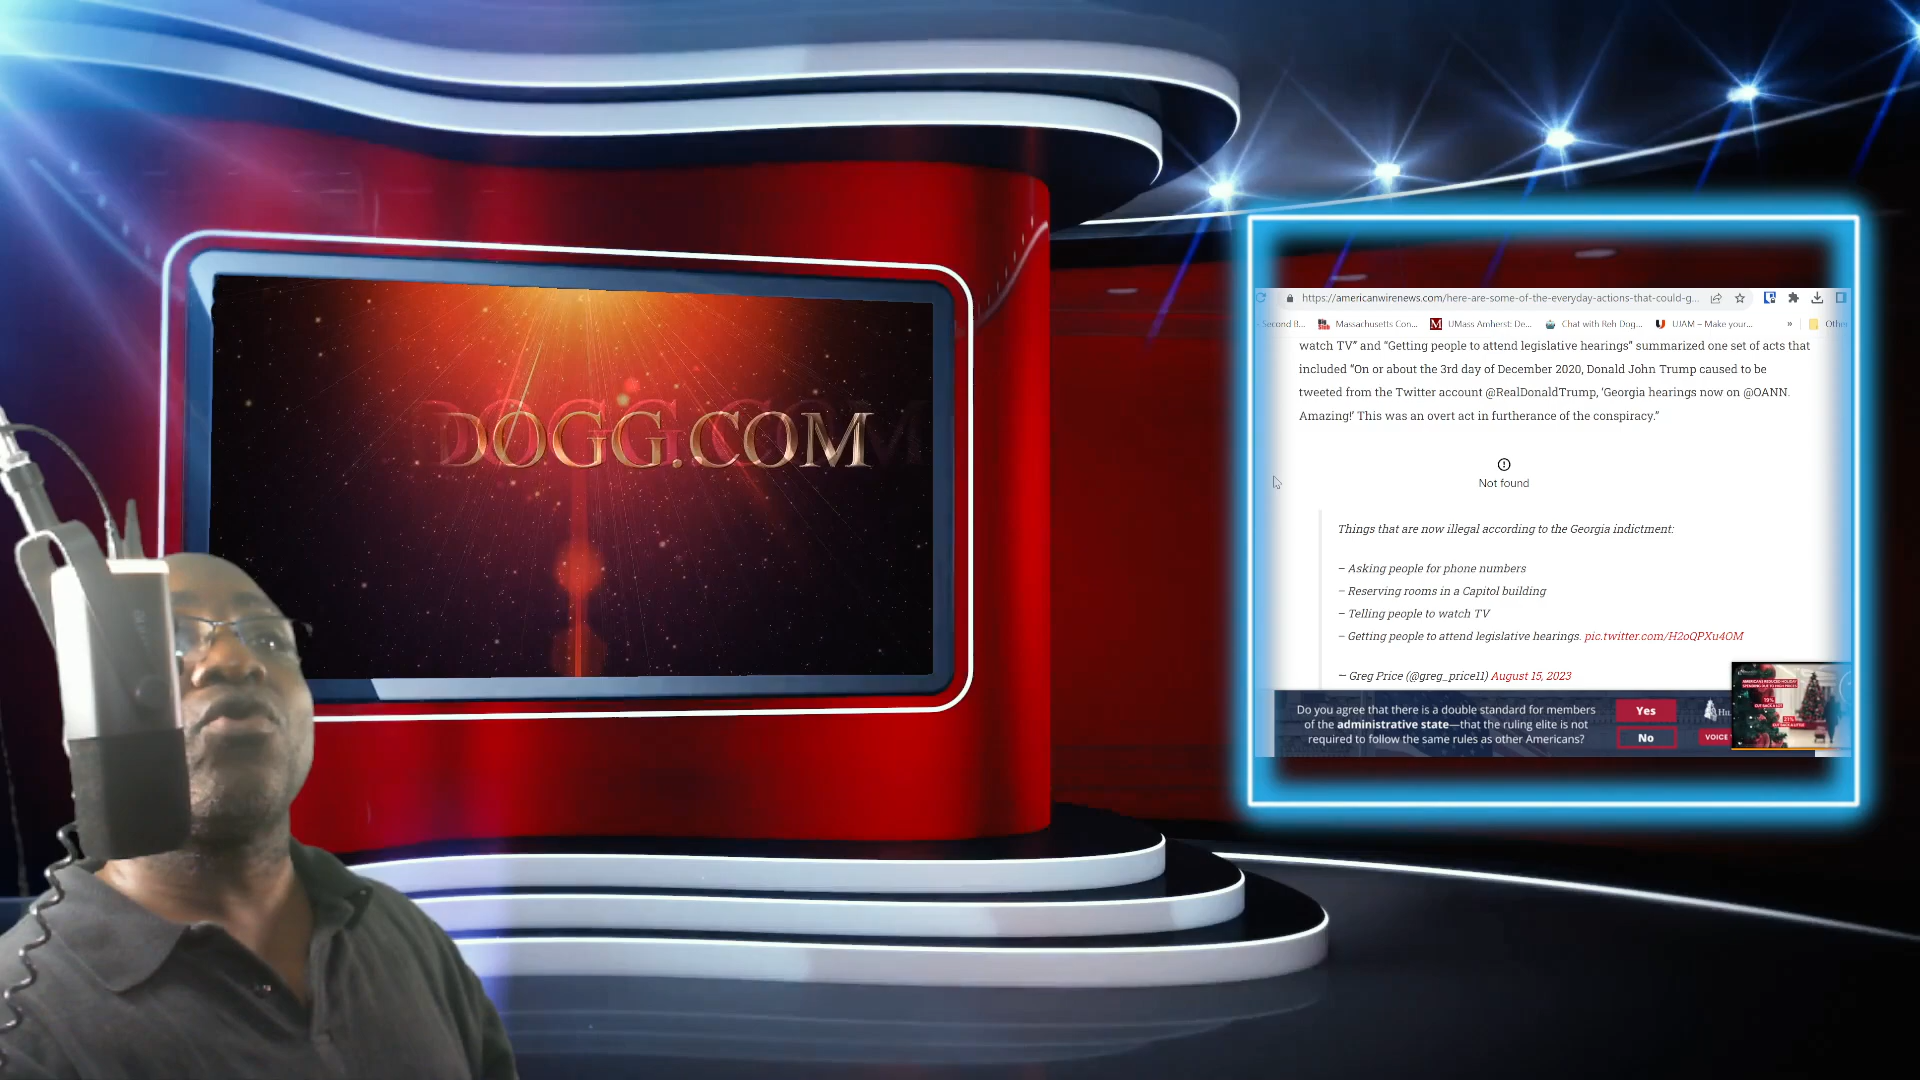 DOGG.COM
https://americanwirenews.com/here-are-some-of-the-everyday-actions-that-could-g...
Second B... Massachusetts Con... UMass Amherst: De... Chat with Reh Dog... UJAM – Make your... » Othe
watch TV” and “Getting people to attend legislative hearings” summarized one set of acts that
included “On or about the 3rd day of December 2020, Donald John Trump caused to be
tweeted from the Twitter account @RealDonaldTrump, ‘Georgia hearings now on @OANN.
Amazing!’ This was an overt act in furtherance of the conspiracy.”
Not found
Things that are now illegal according to the Georgia indictment:
– Asking people for phone numbers
– Reserving rooms in a Capitol building
– Telling people to watch TV
– Getting people to attend legislative hearings. pic.twitter.com/H2oQPXu4OM
— Greg Price (@greg_price11) August 15, 2023
Do you agree that there is a double standard for members
of the administrative state—that the ruling elite is not
required to follow the same rules as other Americans?
Yes
No
VOICE